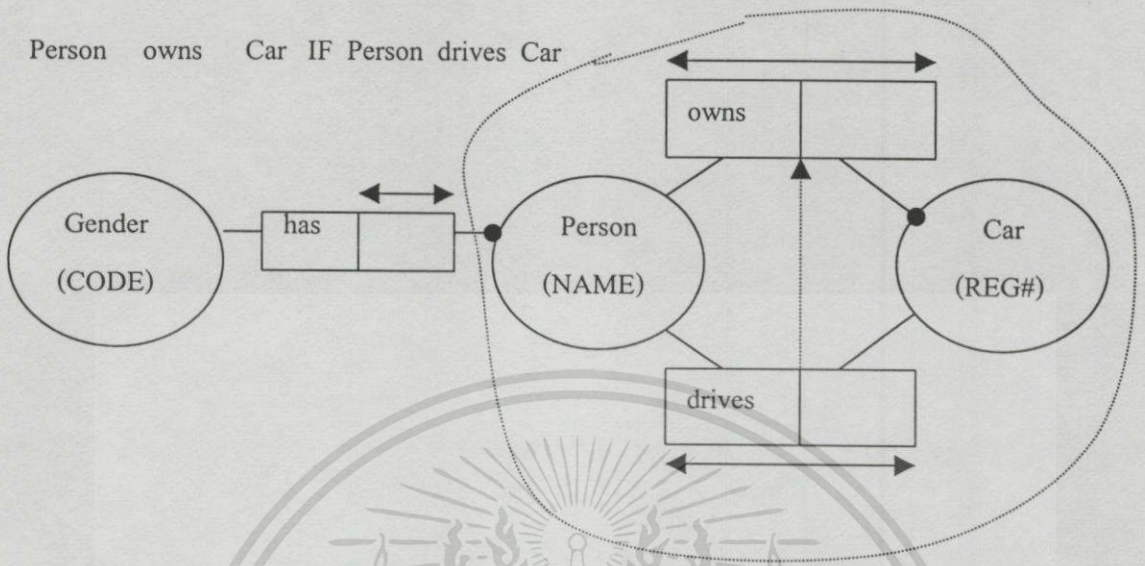 Person owns Car IF Person drives Car
owns
Gender
(CODE)
has
Person
(NAME)
Car
(REG#)
drives